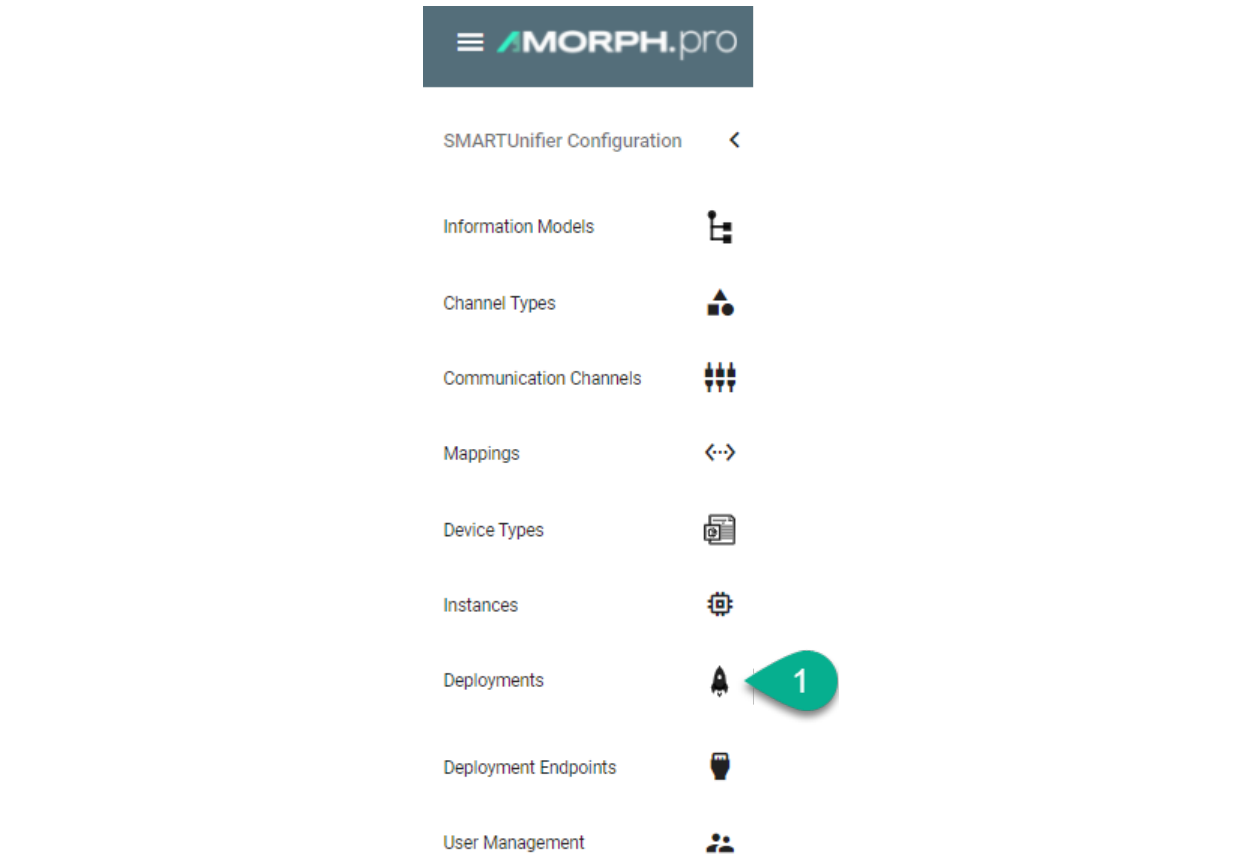 AMORPH.pro
SMARTUnifier Configuration
Information Models
Channel Types
Communication Channels
Mappings
Device Types
Instances
Deployments
1
Deployment Endpoints
User Management